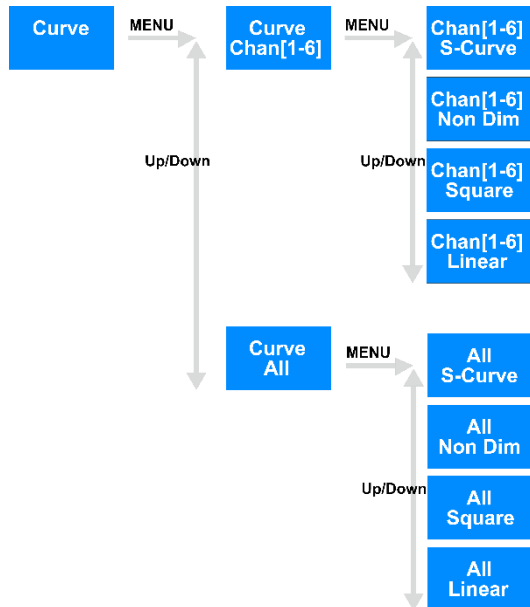 Curve
MENU
Curve
Chan[1-6]
MENU
Chan[1-6]
S-Curve
Chan[1-6]
Non Dim
Up/Down
Up/Down
Chan[1-6]
Square
Chan[1-6]
Linear
Curve
All
MENU
All
S-Curve
All
Non Dim
Up/Down
All
Square
All
Linear